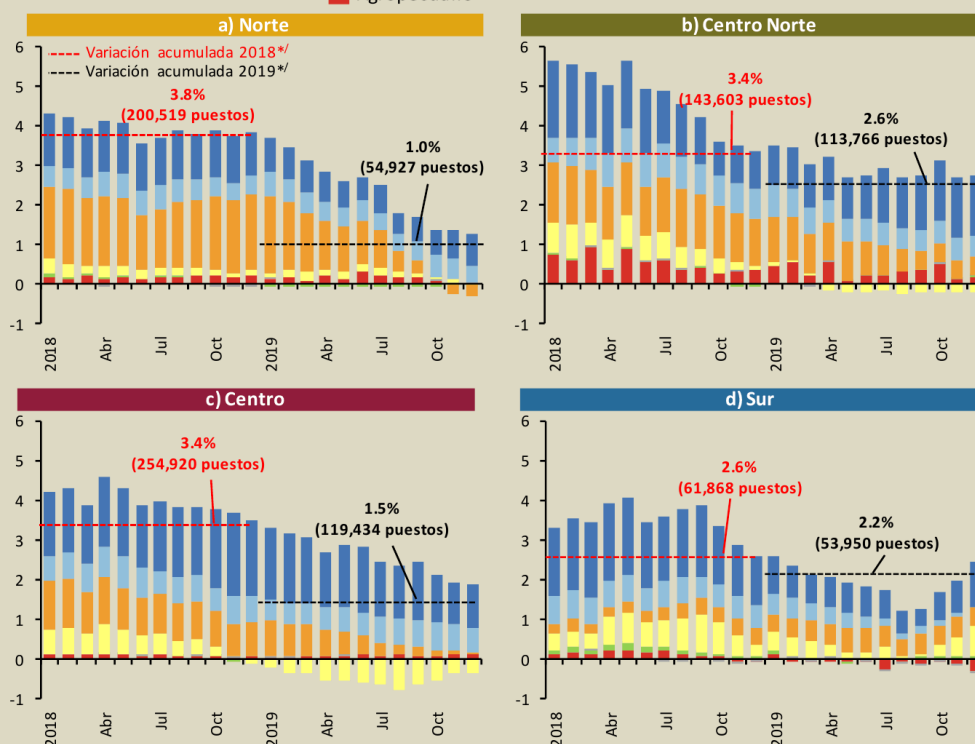 a) Norte
6
5
4
3
2
1
0
-1
Variación acumulada 2018*/
Variación acumulada 2019*/
3.8%
(200,519 puestos)
1.0%
(54,927 puestos)
2018
Abr
Jul
Oct
2019
Abr
Jul
Oct
b) Centro Norte
6
5
4
3
2
1
0
-1
3.4%
(143,603 puestos)
2.6%
(113,766 puestos)
2018
Abr
Jul
Oct
2019
Abr
Jul
Oct
c) Centro
6
5
4
3
2
1
0
-1
3.4%
(254,920 puestos)
1.5%
(119,434 puestos)
2018
Abr
Jul
Oct
2019
Abr
Jul
Oct
d) Sur
6
5
4
3
2
1
0
-1
2.6%
(61,868 puestos)
2.2%
(53,950 puestos)
2018
Abr
Jul
Oct
2019
Abr
Jul
Oct